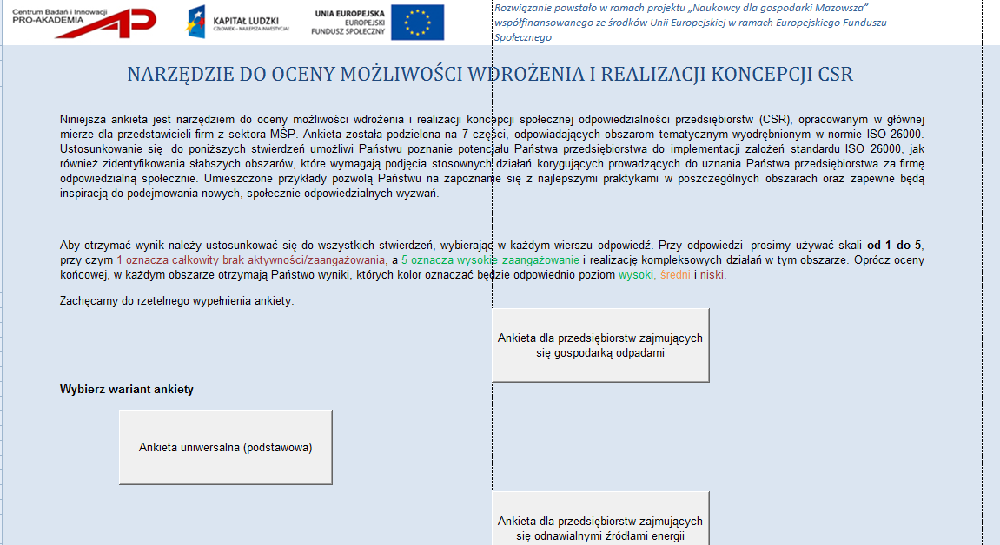 Centrum Badań i Innowacji
PRO-AKADEMIA
KAPITAŁ LUDZKI
CZŁOWIEK – NAJLEPSZA INWESTYCJA!
UNIA EUROPEJSKA
EUROPEJSKI
FUNDUSZ SPOŁECZNY
Rozwiązanie powstało w ramach projektu „Naukowcy dla gospodarki Mazowsza”
współfinansowanego ze środków Unii Europejskiej w ramach Europejskiego Funduszu
Społecznego
NARZĘDZIE DO OCENY MOŻLIWOŚCI WDROŻENIA I REALIZACJI KONCEPCJI CSR
Niniejsza ankieta jest narzędziem do oceny możliwości wdrożenia i realizacji koncepcji społecznej odpowiedzialności przedsiębiorstw (CSR), opracowanym w głównej
mierze dla przedstawicieli firm z sektora MŚP. Ankieta została podzielona na 7 części, odpowiadających obszarom tematycznym wyodrębnionym w normie ISO 26000.
Ustosunkowanie się do poniższych stwierdzeń umożliwi Państwu poznanie potencjału Państwa przedsiębiorstwa do implementacji założeń standardu ISO 26000, jak
również zidentyfikowania słabszych obszarów, które wymagają podjęcia stosownych działań korygujących prowadzących do uznania Państwa przedsiębiorstwa za firmę
odpowiedzialną społecznie. Umieszczone przykłady pozwolą Państwu na zapoznanie się z najlepszymi praktykami w poszczególnych obszarach oraz zapewne będą
inspiracją do podejmowania nowych, społecznie odpowiedzialnych wyzwań.
Aby otrzymać wynik należy ustosunkować się do wszystkich stwierdzeń, wybierając w każdym wierszu odpowiedź. Przy odpowiedzi prosimy używać skali od 1 do 5,
przy czym 1 oznacza całkowity brak aktywności/zaangażowania, a 5 oznacza wysokie zaangażowanie i realizację kompleksowych działań w tym obszarze. Oprócz oceny
końcowej, w każdym obszarze otrzymają Państwo wyniki, których kolor oznaczać będzie odpowiednio poziom wysoki, średni i niski.
Zachęcamy do rzetelnego wypełnienia ankiety.
Ankieta dla przedsiębiorstw zajmujących
się gospodarką odpadami
Wybierz wariant ankiety
Ankieta uniwersalna (podstawowa)
Ankieta dla przedsiębiorstw zajmujących
się odnawialnymi źródłami energii